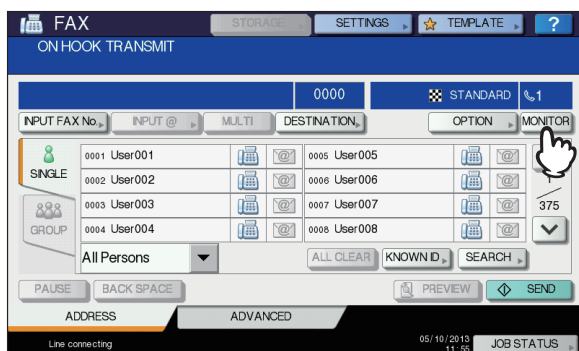 FAX STORAGE SETTINGS TEMPLATE ?
ON HOOK TRANSMIT
0000 STANDARD 1
INPUT FAX No. INPUT @ MULTI DESTINATION OPTION MONITOR
SINGLE
GROUP
0001 User001 0005 User005
0002 User002 0006 User006
0003 User003 0007 User007
0004 User004 0008 User008
375
All Persons ALL CLEAR KNOWN ID SEARCH
PAUSE BACK SPACE PREVIEW SEND
ADDRESS ADVANCED
Line connecting 05/10/2013
11:55 JOB STATUS